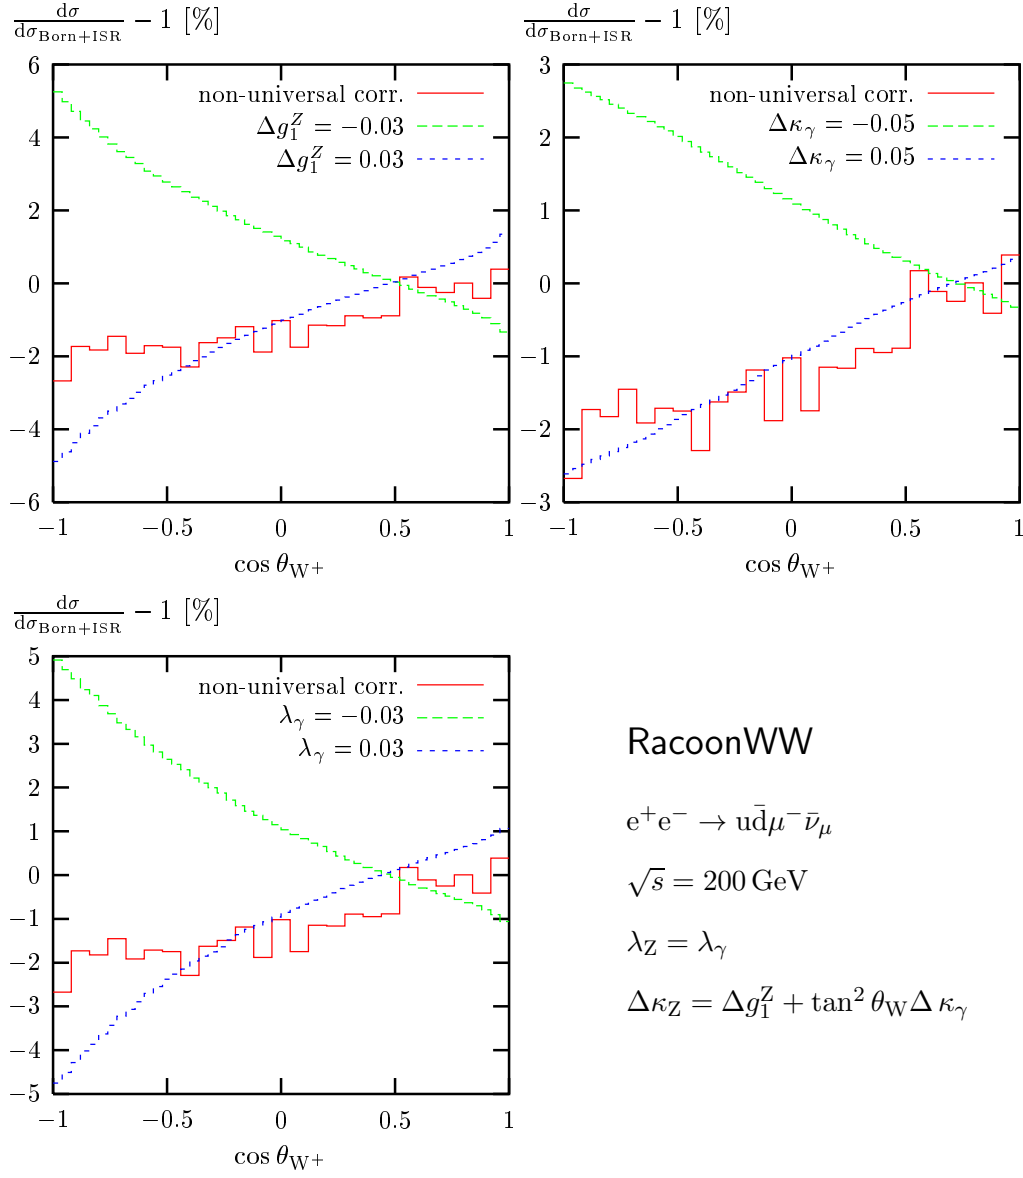 dσ/dσ_Born+ISR − 1 [%]
6
4
2
0
−2
−4
−6
non-universal corr.
Δg₁^Z = −0.03
Δg₁^Z = 0.03
−1 −0.5 0 0.5 1
cos θ_W⁺
dσ/dσ_Born+ISR − 1 [%]
3
2
1
0
−1
−2
−3
non-universal corr.
Δκ_γ = −0.05
Δκ_γ = 0.05
−1 −0.5 0 0.5 1
cos θ_W⁺
dσ/dσ_Born+ISR − 1 [%]
5
4
3
2
1
0
−1
−2
−3
−4
−5
non-universal corr.
λ_γ = −0.03
λ_γ = 0.03
−1 −0.5 0 0.5 1
cos θ_W⁺
RacoonWW
e⁺e⁻ → ud̄μ⁻ν̄_μ
√s = 200 GeV
λ_Z = λ_γ
Δκ_Z = Δg₁^Z + tan² θ_W Δ κ_γ